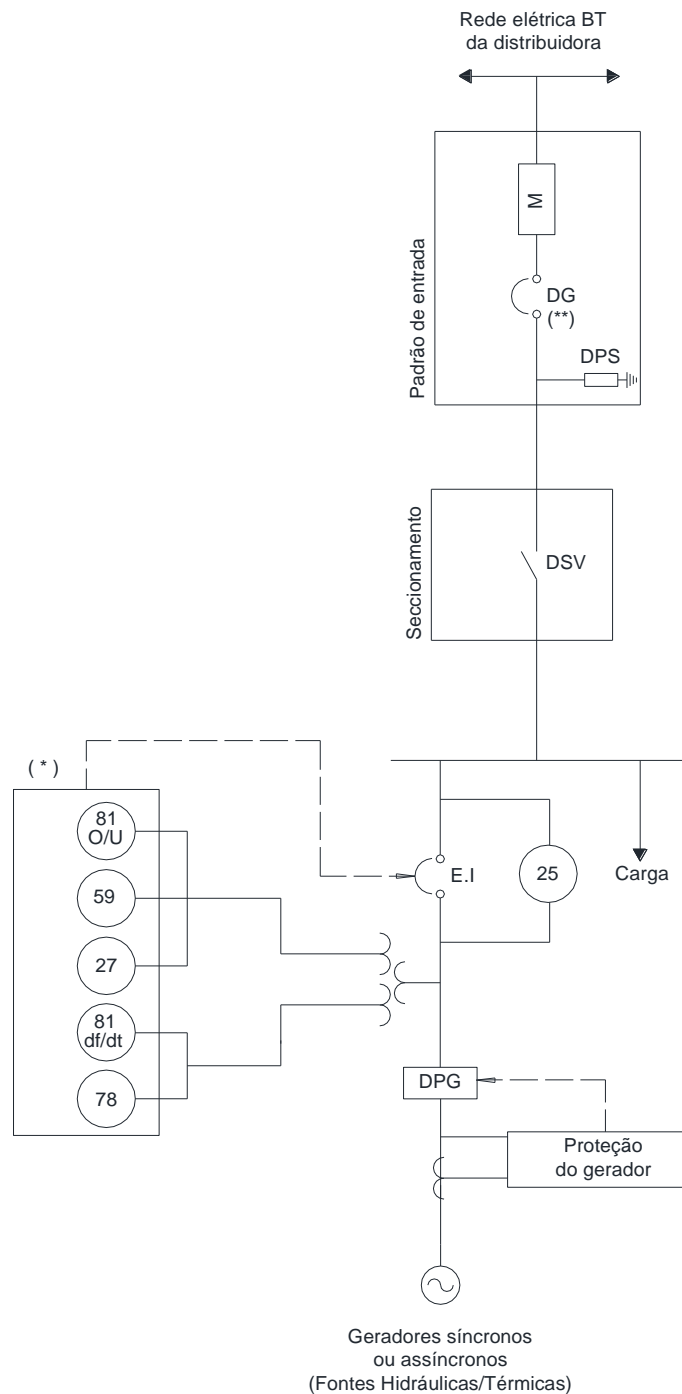 Rede elétrica BT
da distribuidora
Padrão de entrada
M
DG
(**)
DPS
Seccionamento
DSV
( * )
81
O/U
59
27
81
df/dt
78
E.I
25
Carga
DPG
Proteção
do gerador
Geradores síncronos
ou assíncronos
(Fontes Hidráulicas/Térmicas)